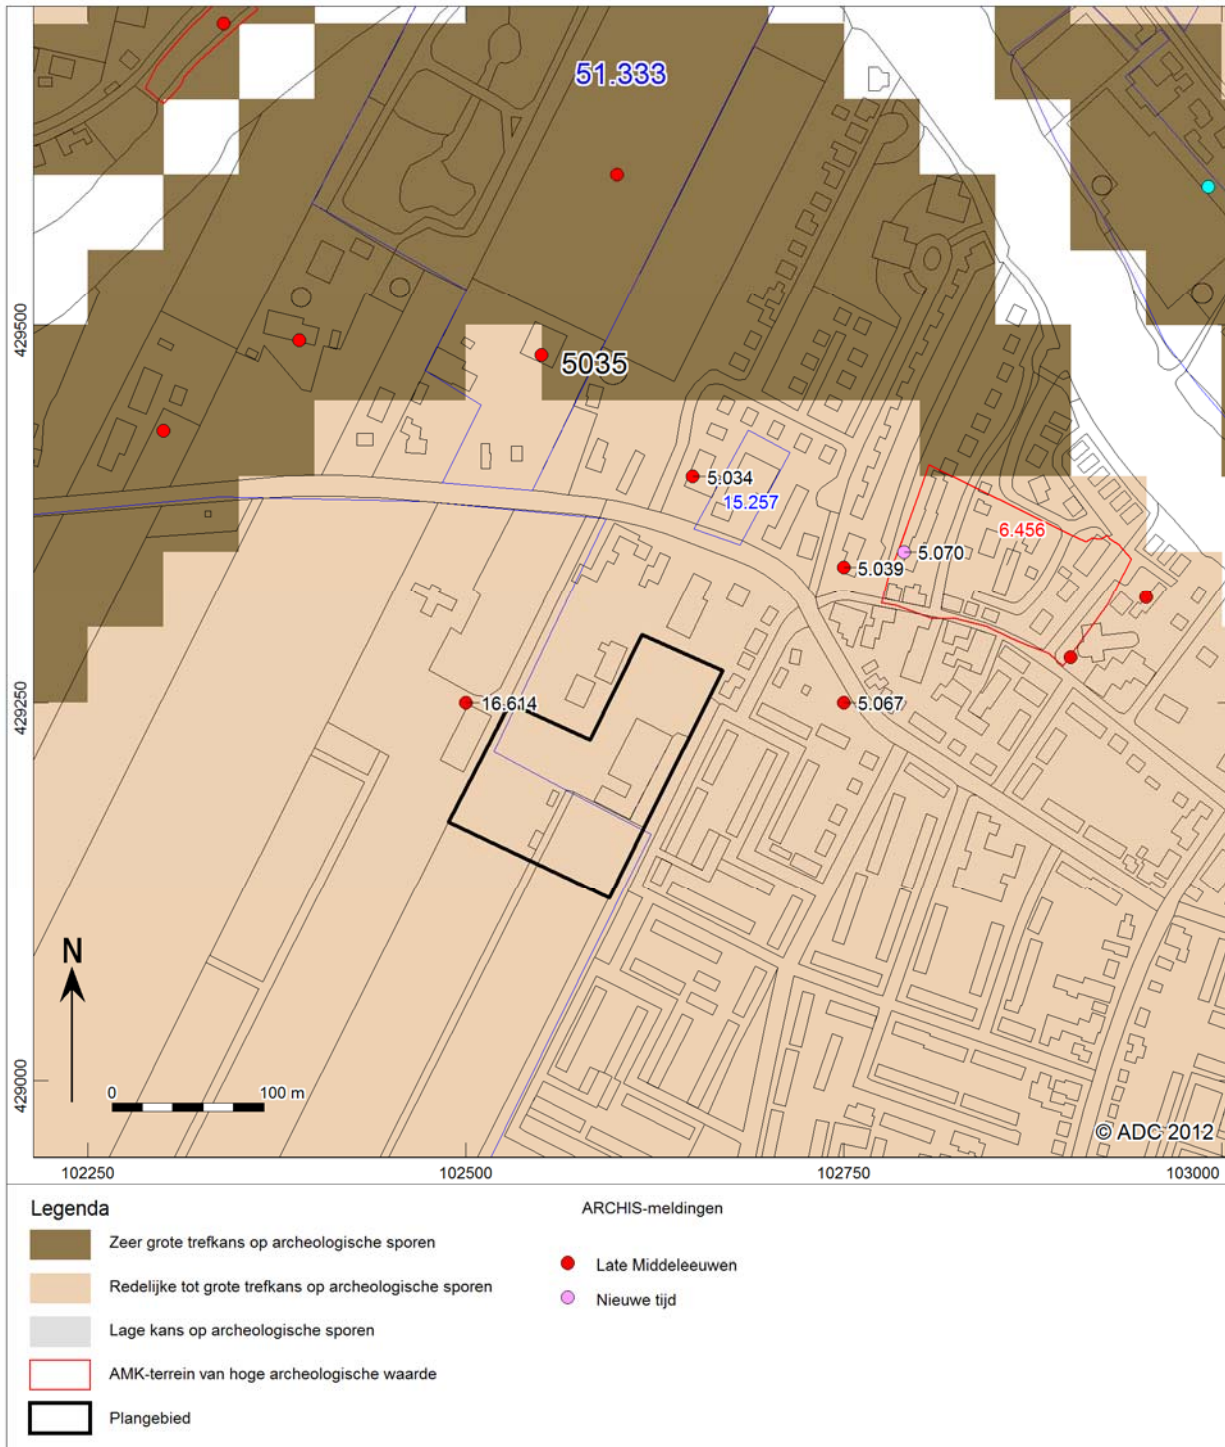 51.333
429500
5035
5.034
15.257
6.456
5.070
5.039
429250
16.614
5.067
N
429000
0 100 m
© ADC 2012
102250 102500 102750 103000
Legenda
ARCHIS-meldingen
Zeer grote trefkans op archeologische sporen
Late Middeleeuwen
Redelijke tot grote trefkans op archeologische sporen
Nieuwe tijd
Lage kans op archeologische sporen
AMK-terrein van hoge archeologische waarde
Plangebied